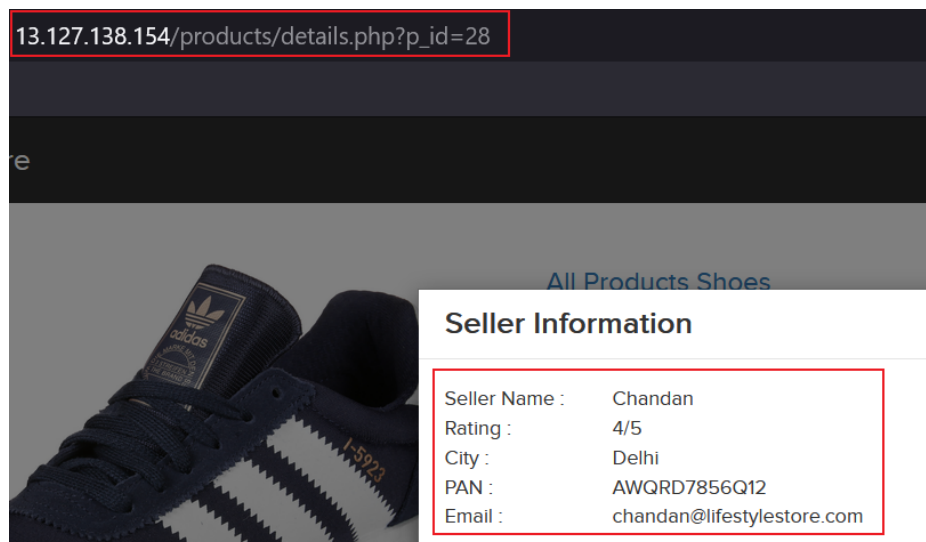 13.127.138.154/products/details.php?p_id=28
re
All Products Shoes
adidas
I-5923
Seller Information
Seller Name : Chandan
Rating : 4/5
City : Delhi
PAN : AWQRD7856Q12
Email : chandan@lifestylestore.com